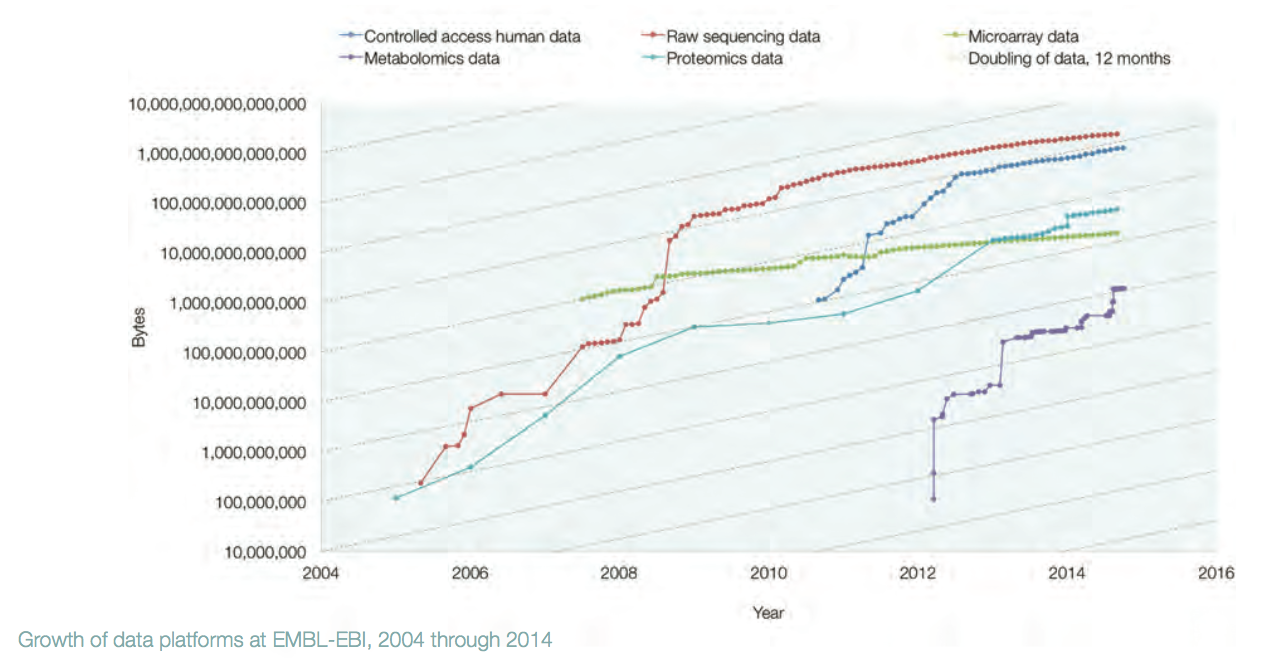 Controlled access human data
Raw sequencing data
Microarray data
Metabolomics data
Proteomics data
Doubling of data, 12 months
10,000,000,000,000,000
1,000,000,000,000,000
100,000,000,000,000
10,000,000,000,000
1,000,000,000,000
100,000,000,000
10,000,000,000
1,000,000,000
100,000,000
10,000,000
Bytes
2004 2006 2008 2010 2012 2014 2016
Year
Growth of data platforms at EMBL-EBI, 2004 through 2014